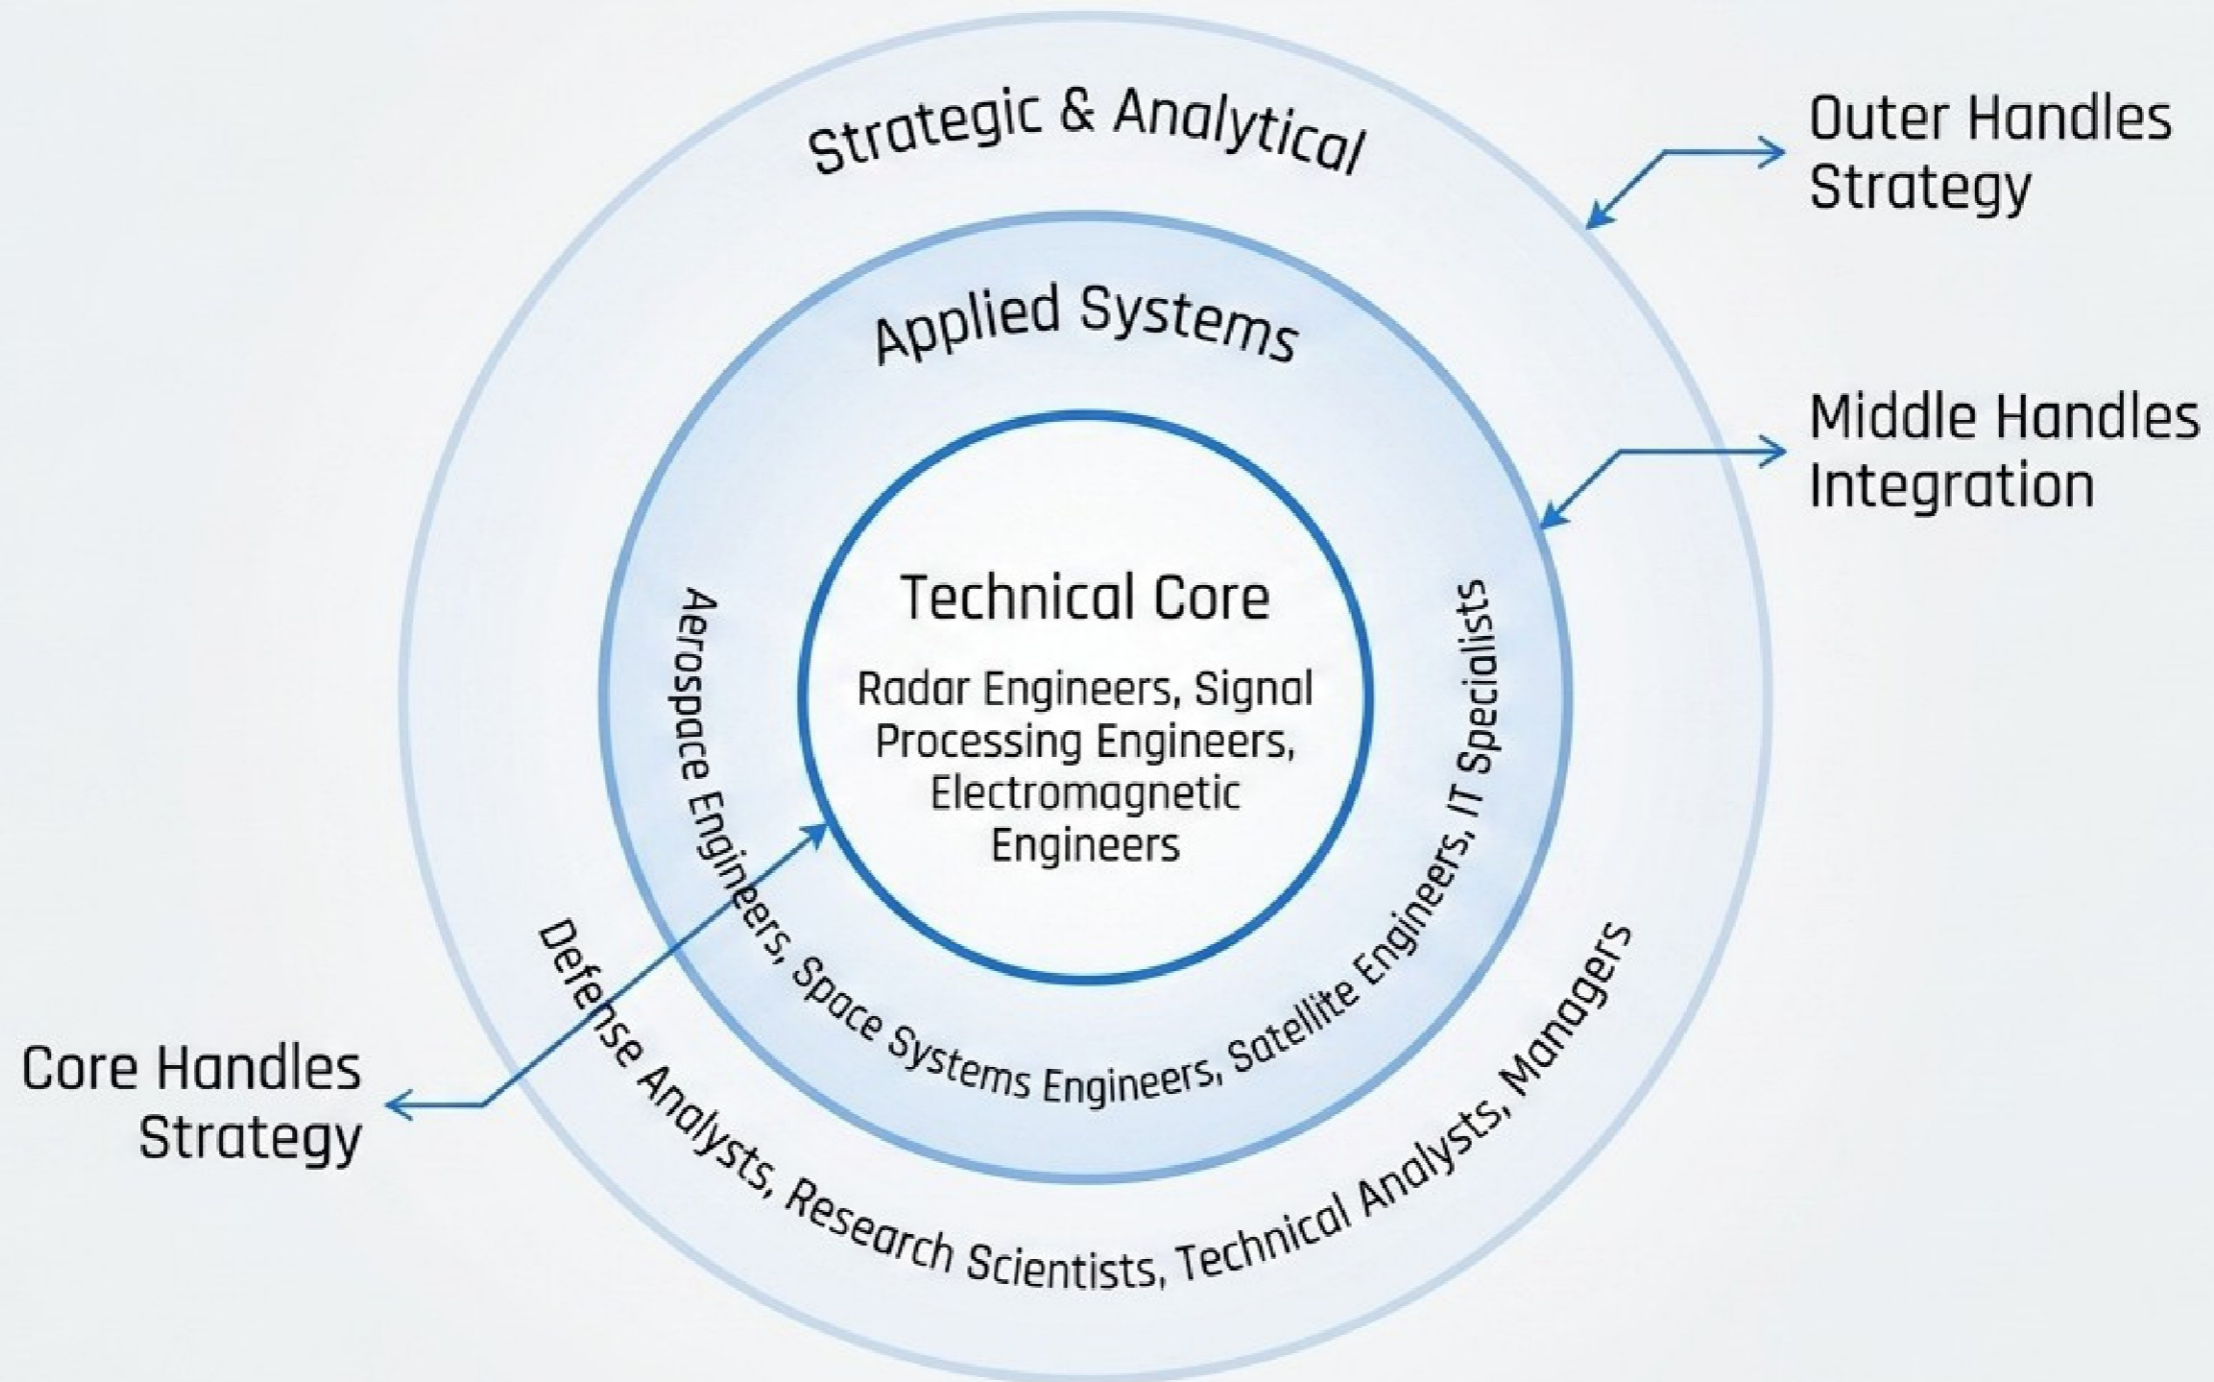 Strategic & Analytical
Outer Handles
Strategy
Applied Systems
Middle Handles
Integration
Technical Core
Radar Engineers, Signal
Processing Engineers,
Electromagnetic
Engineers
Aerospace Engineers, Space Systems Engineers, Satellite Engineers, IT Specialists
Defense Analysts, Research Scientists, Technical Analysts, Managers
Core Handles
Strategy